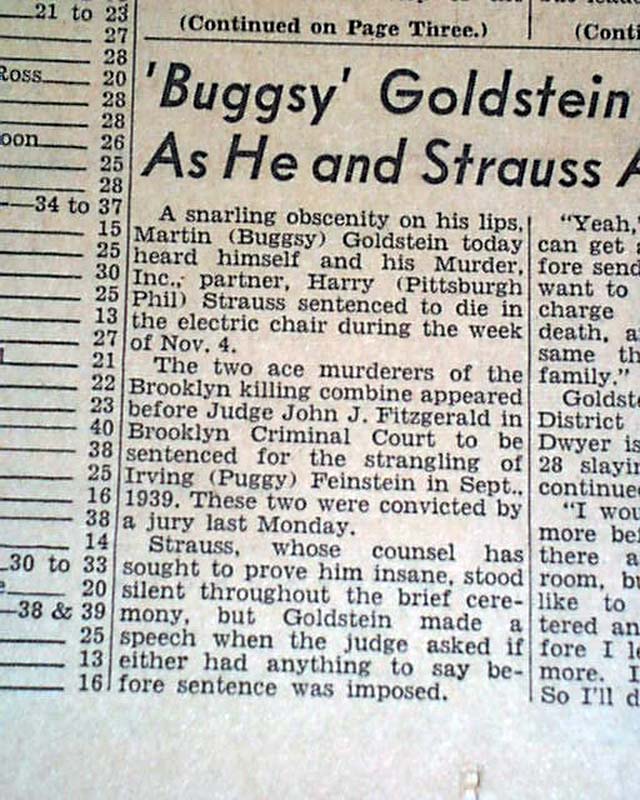 21 to 23
27
28
Ross 20
28
28
oon 26
25
28
34 to 37
15
25
30
25
13
27
21
22
23
40
38
25
16
38
14
30 to 33
20
38 & 39
25
13
16
(Continued on Page Three.)
(Conti
'Buggsy' Goldstein
As He and Strauss A
A snarling obscenity on his lips,
Martin (Buggsy) Goldstein today
heard himself and his Murder,
Inc., partner, Harry (Pittsburgh
Phil) Strauss sentenced to die in
the electric chair during the week
of Nov. 4.
The two ace murderers of the
Brooklyn killing combine appeared
before Judge John J. Fitzgerald in
Brooklyn Criminal Court to be
sentenced for the strangling of
Irving (Puggy) Feinstein in Sept.,
1939. These two were convicted by
a jury last Monday.
Strauss, whose counsel has
sought to prove him insane, stood
silent throughout the brief cere-
mony, but Goldstein made a
speech when the judge asked if
either had anything to say be-
fore sentence was imposed.
"Yeah,"
can get a
fore send
want to
charge
death, a
same th
family."
Goldste
District
Dwyer is
28 slayin
continued
"I wou
more bef
there a
room, bu
like to
tered an
fore I le
more. I
So I'll d